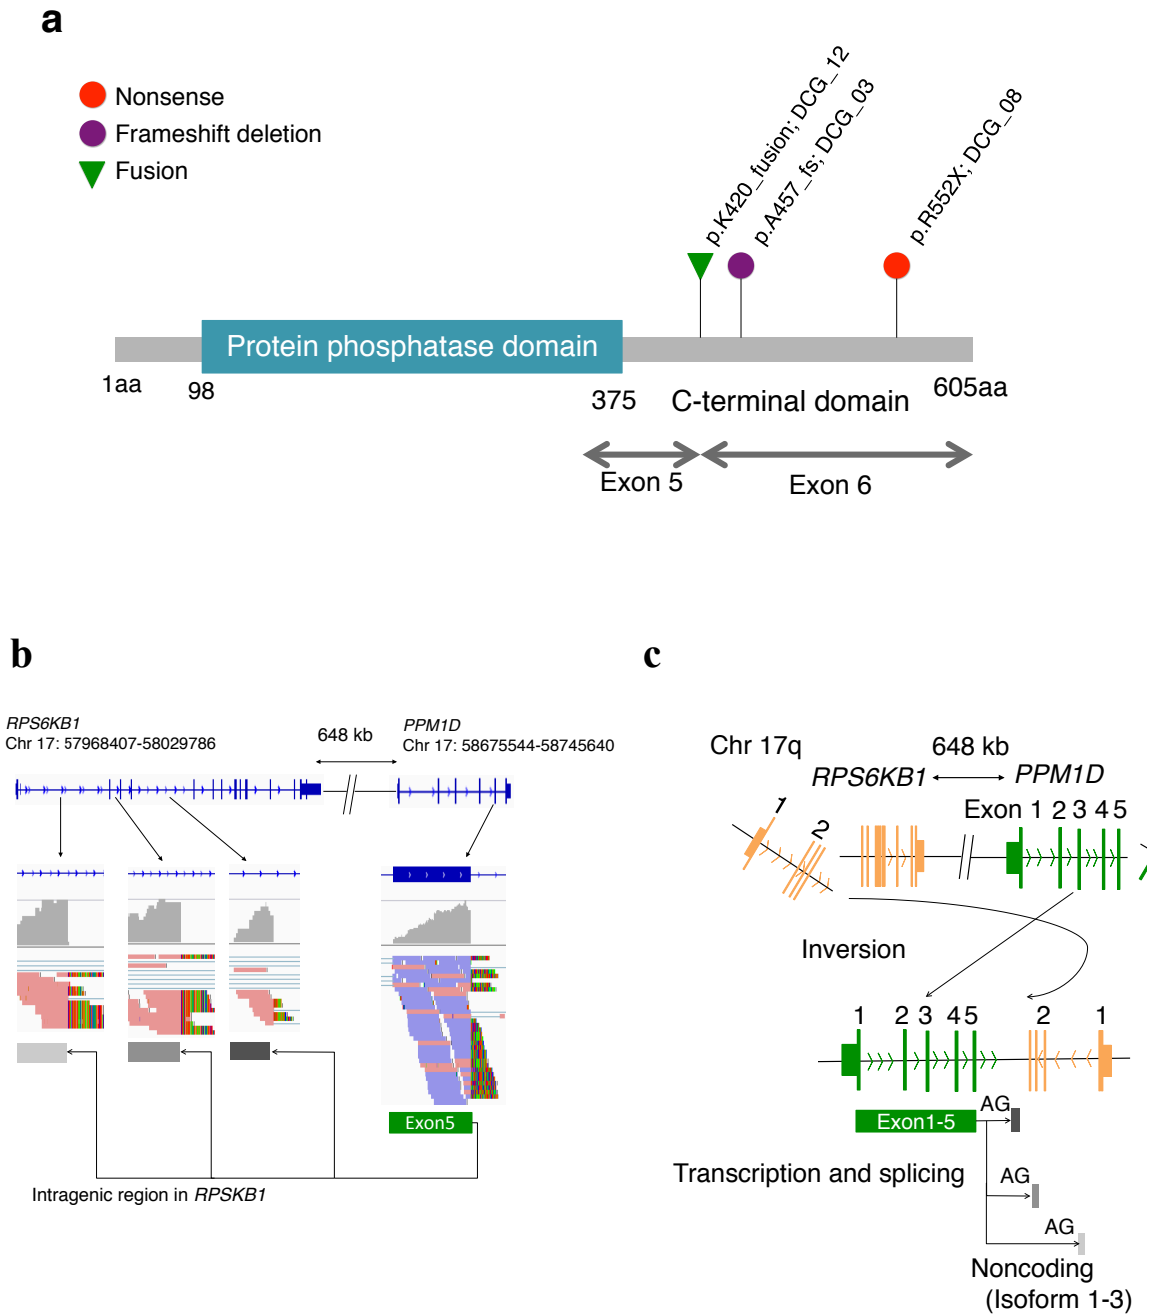 a
Nonsense
Frameshift deletion
Fusion
p.K420_fusion; DCG_12
p.A457_fs; DCG_03
p.R552X; DCG_08
Protein phosphatase domain
1aa
98
375
C-terminal domain
605aa
Exon 5
Exon 6
b
RPS6KB1
Chr 17: 57968407-58029786
648 kb
PPM1D
Chr 17: 58675544-58745640
Exon5
Intragenic region in RPSKB1
c
Chr 17q
648 kb
RPS6KB1
PPM1D
Exon 1 2 3 4 5
1
2
Inversion
1 2 3 4 5 2 1
Exon1-5
AG
Transcription and splicing
AG
AG
Noncoding
(Isoform 1-3)